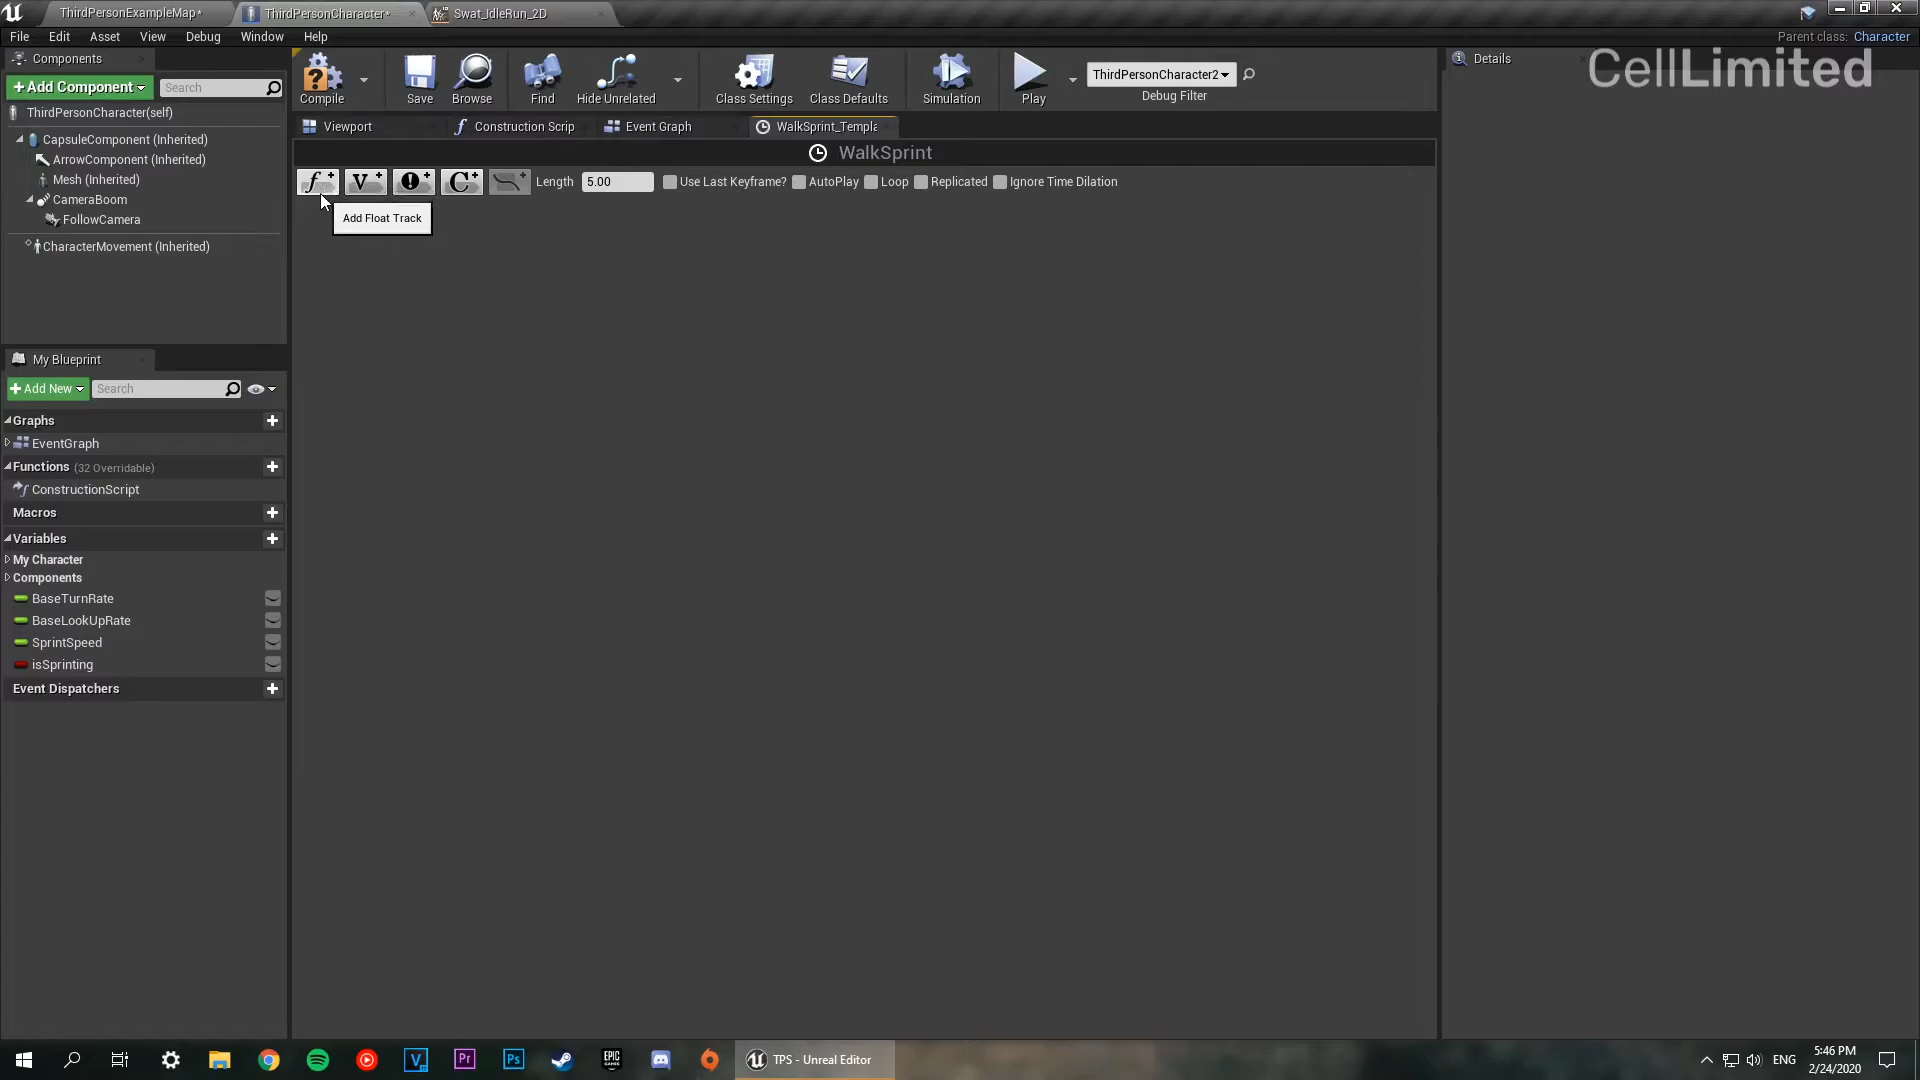 ThirdPersonExampleMap*
ThirdPersonCharacter*
Swat_IdleRun_2D
File Edit Asset View Debug Window Help
Parent class: Character
Components
+Add Component
Search
ThirdPersonCharacter(self)
CapsuleComponent (Inherited)
ArrowComponent (Inherited)
Mesh (Inherited)
CameraBoom
FollowCamera
CharacterMovement (Inherited)
Compile
Save
Browse
Find
Hide Unrelated
Class Settings
Class Defaults
Simulation
Play
ThirdPersonCharacter2
Debug Filter
Details
CellLimited
Viewport
Construction Scrip
Event Graph
WalkSprint_Templa
WalkSprint
f+ V+ !+ C+ Length 5.00 Use Last Keyframe? AutoPlay Loop Replicated Ignore Time Dilation
Add Float Track
My Blueprint
+Add New
Search
Graphs
EventGraph
Functions (32 Overridable)
ConstructionScript
Macros
Variables
My Character
Components
BaseTurnRate
BaseLookUpRate
SprintSpeed
isSprinting
Event Dispatchers
TPS - Unreal Editor
ENG
5:46 PM
2/24/2020